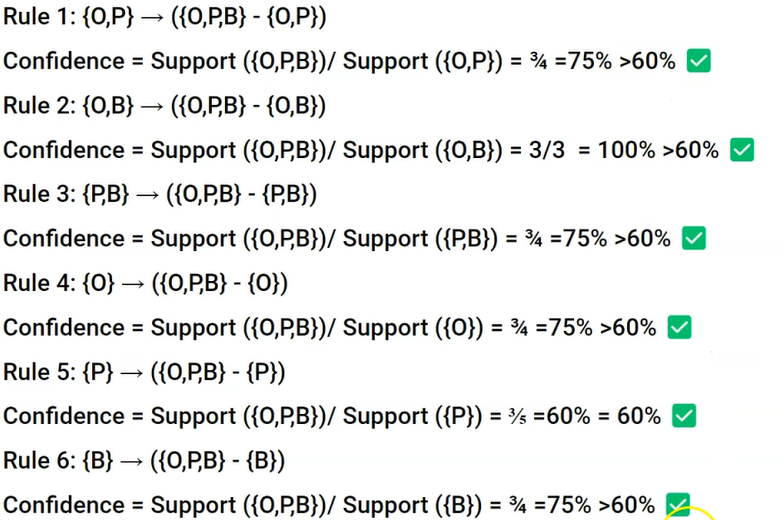 Rule 1: {O,P} → ({O,P,B} - {O,P})
Confidence = Support ({O,P,B})/ Support ({O,P}) = ¾ =75% >60% ✅
Rule 2: {O,B} → ({O,P,B} - {O,B})
Confidence = Support ({O,P,B})/ Support ({O,B}) = 3/3 = 100% >60% ✅
Rule 3: {P,B} → ({O,P,B} - {P,B})
Confidence = Support ({O,P,B})/ Support ({P,B}) = ¾ =75% >60% ✅
Rule 4: {O} → ({O,P,B} - {O})
Confidence = Support ({O,P,B})/ Support ({O}) = ¾ =75% >60% ✅
Rule 5: {P} → ({O,P,B} - {P})
Confidence = Support ({O,P,B})/ Support ({P}) = ⅗ =60% = 60% ✅
Rule 6: {B} → ({O,P,B} - {B})
Confidence = Support ({O,P,B})/ Support ({B}) = ¾ =75% >60% ✅